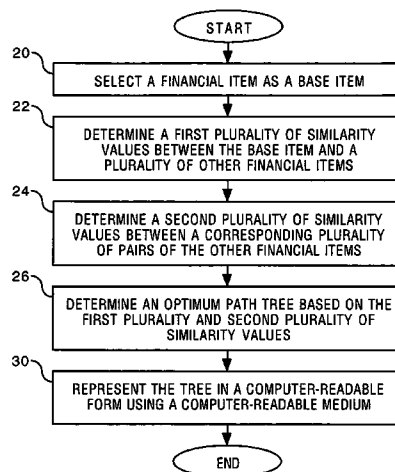 START
20
SELECT A FINANCIAL ITEM AS A BASE ITEM
22
DETERMINE A FIRST PLURALITY OF SIMILARITY
VALUES BETWEEN THE BASE ITEM AND A
PLURALITY OF OTHER FINANCIAL ITEMS
24
DETERMINE A SECOND PLURALITY OF SIMILARITY
VALUES BETWEEN A CORRESPONDING PLURALITY
OF PAIRS OF THE OTHER FINANCIAL ITEMS
26
DETERMINE AN OPTIMUM PATH TREE BASED ON THE
FIRST PLURALITY AND SECOND PLURALITY OF
SIMILARITY VALUES
30
REPRESENT THE TREE IN A COMPUTER-READABLE
FORM USING A COMPUTER-READABLE MEDIUM
END